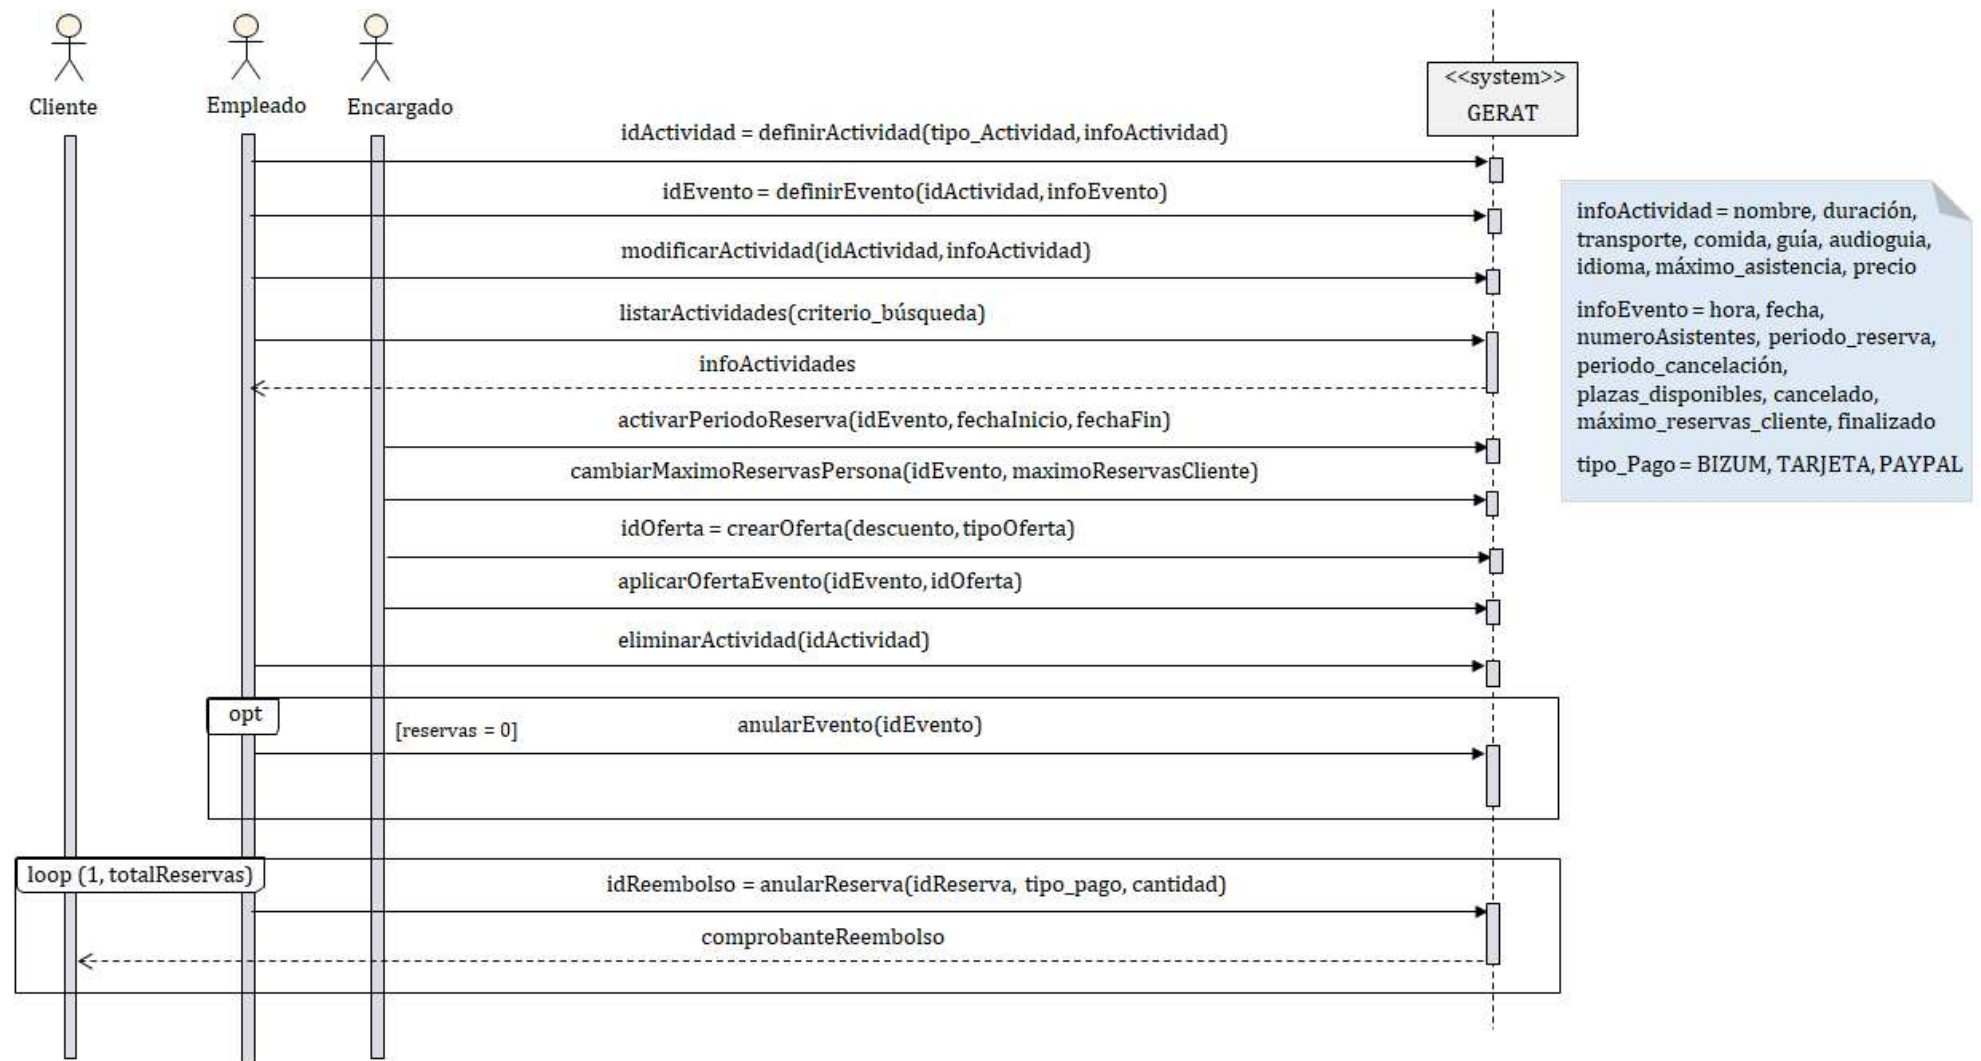 Cliente
Empleado
Encargado
<<system>>
GERAT
idActividad = definirActividad(tipo_Actividad, infoActividad)
idEvento = definirEvento(idActividad, infoEvento)
modificarActividad(idActividad, infoActividad)
listarActividades(criterio_búsqueda)
infoActividades
activarPeriodoReserva(idEvento, fechaInicio, fechaFin)
cambiarMaximoReservasPersona(idEvento, maximoReservasCliente)
idOferta = crearOferta(descuento, tipoOferta)
aplicarOfertaEvento(idEvento, idOferta)
eliminarActividad(idActividad)
opt
[reservas = 0]
anularEvento(idEvento)
loop (1, totalReservas)
idReembolso = anularReserva(idReserva, tipo_pago, cantidad)
comprobanteReembolso
infoActividad = nombre, duración,
transporte, comida, guía, audioguia,
idioma, máximo_asistencia, precio
infoEvento = hora, fecha,
numeroAsistentes, periodo_reserva,
periodo_cancelación,
plazas_disponibles, cancelado,
máximo_reservas_cliente, finalizado
tipo_Pago = BIZUM, TARJETA, PAYPAL